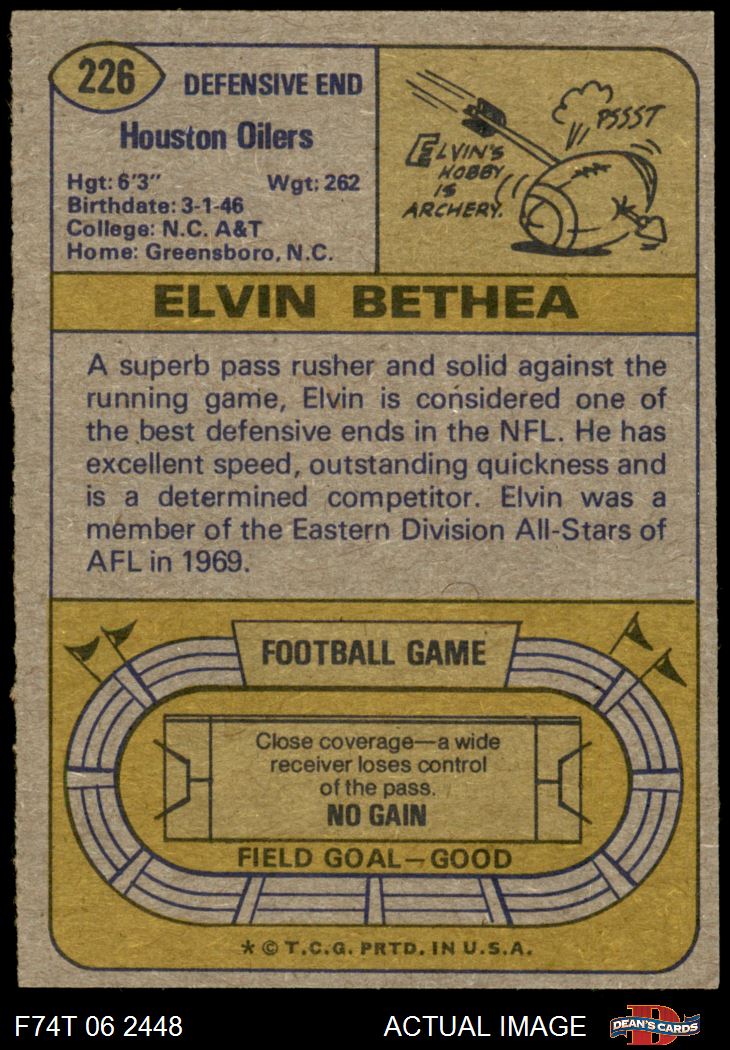 226
DEFENSIVE END
Houston Oilers
Hgt: 6'3" Wgt: 262
Birthdate: 3-1-46
College: N.C. A&T
Home: Greensboro, N.C.
PSSST
ELVIN'S
HOBBY
IS
ARCHERY.
ELVIN BETHEA
A superb pass rusher and solid against the
running game, Elvin is considered one of
the best defensive ends in the NFL. He has
excellent speed, outstanding quickness and
is a determined competitor. Elvin was a
member of the Eastern Division All-Stars of
AFL in 1969.
FOOTBALL GAME
Close coverage—a wide
receiver loses control
of the pass.
NO GAIN
FIELD GOAL—GOOD
* © T.C.G. PRTD. IN U.S.A.
F74T 06 2448 ACTUAL IMAGE
D
DEAN'S CARDS